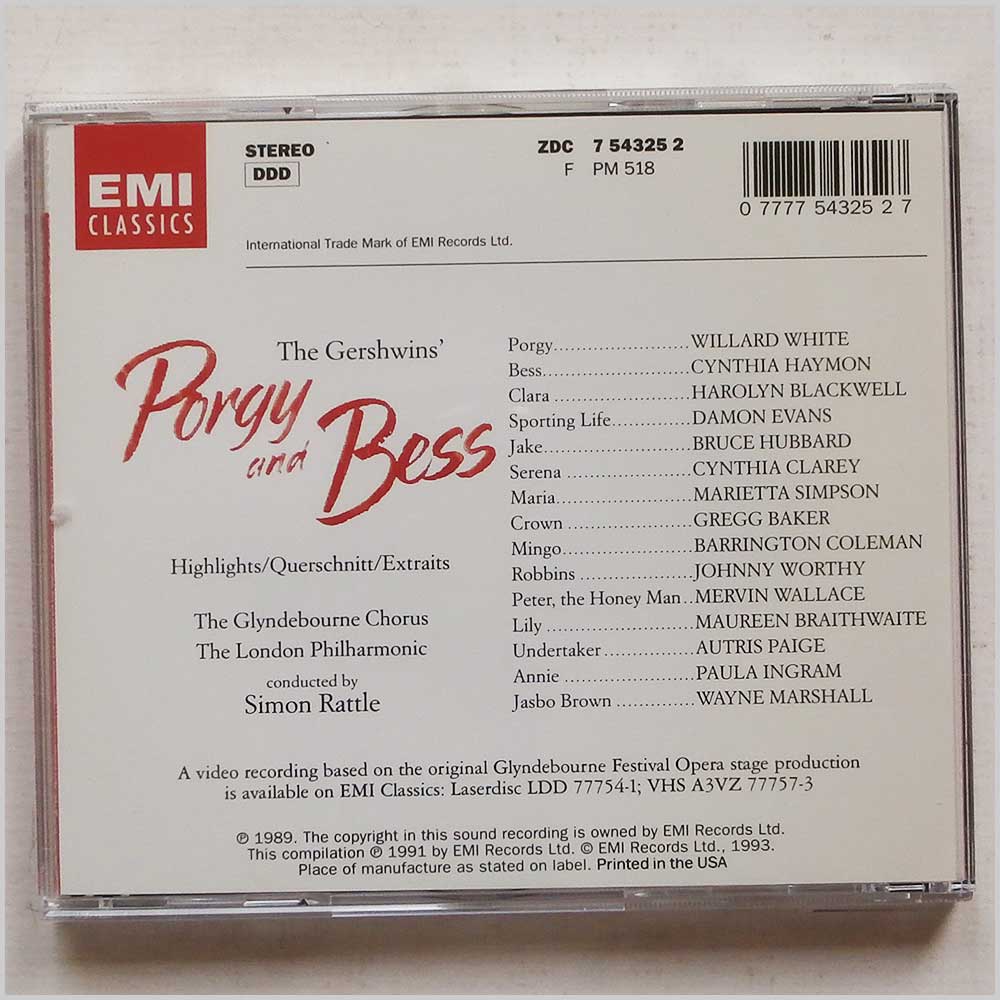 EMI
CLASSICS
STEREO
DDD
ZDC 7 54325 2
F PM 518
0 7777 54325 2 7
International Trade Mark of EMI Records Ltd.
The Gershwins'
Porgy
and Bess
Highlights/Querschnitt/Extraits
The Glyndebourne Chorus
The London Philharmonic
conducted by
Simon Rattle
Porgy........................WILLARD WHITE
Bess..........................CYNTHIA HAYMON
Clara ........................HAROLYN BLACKWELL
Sporting Life..............DAMON EVANS
Jake...........................BRUCE HUBBARD
Serena ......................CYNTHIA CLAREY
Maria.........................MARIETTA SIMPSON
Crown ......................GREGG BAKER
Mingo.......................BARRINGTON COLEMAN
Robbins ....................JOHNNY WORTHY
Peter, the Honey Man..MERVIN WALLACE
Lily...........................MAUREEN BRAITHWAITE
Undertaker................AUTRIS PAIGE
Annie .......................PAULA INGRAM
Jasbo Brown ..............WAYNE MARSHALL
A video recording based on the original Glyndebourne Festival Opera stage production
is available on EMI Classics: Laserdisc LDD 77754-1; VHS A3VZ 77757-3
℗ 1989. The copyright in this sound recording is owned by EMI Records Ltd.
This compilation ℗ 1991 by EMI Records Ltd. © EMI Records Ltd., 1993.
Place of manufacture as stated on label. Printed in the USA